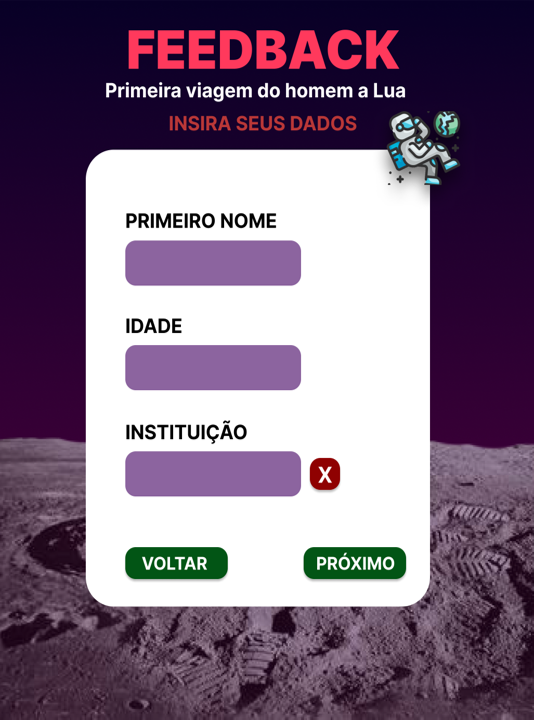 FEEDBACK
Primeira viagem do homem a Lua
INSIRA SEUS DADOS
PRIMEIRO NOME
IDADE
INSTITUIÇÃO
X
VOLTAR
PRÓXIMO